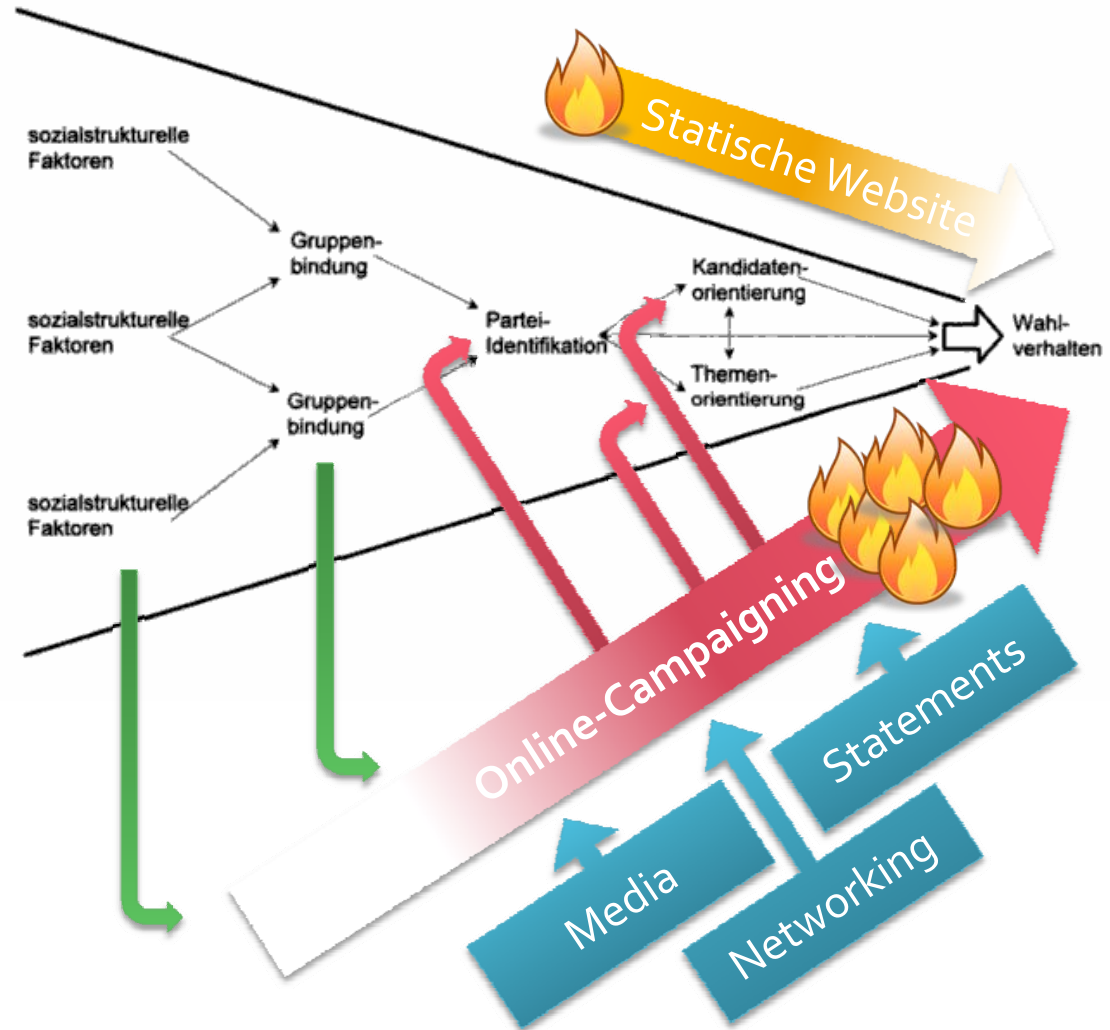 Statische Website
sozialstrukturelle
Faktoren
Gruppen-
bindung
Kandidaten-
orientierung
sozialstrukturelle
Faktoren
Partei-
Identifikation
Wahl-
verhalten
Themen-
orientierung
Gruppen-
bindung
sozialstrukturelle
Faktoren
Online-Campaigning
Statements
Media
Networking